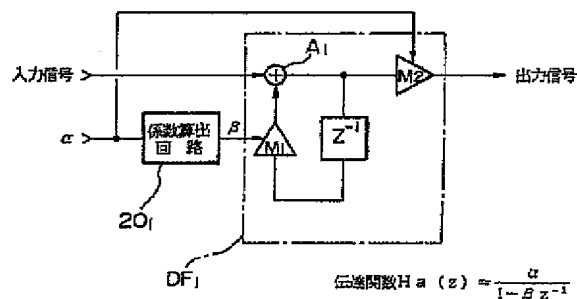 A₁
入力信号
M2
出力信号
α
係数算出
回路
β
M1
Z⁻¹
20₁
DF₁
伝達関数Ha(z) = α / (1-βz⁻¹)